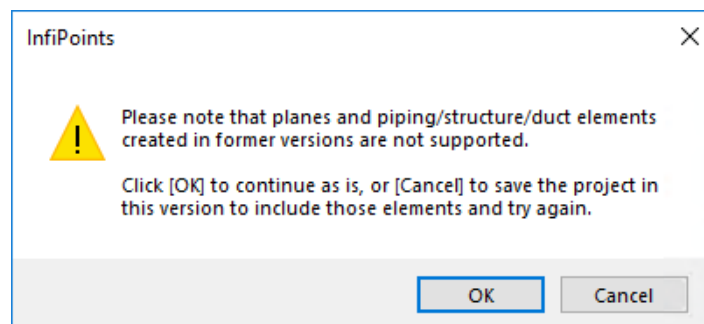 InfiPoints
Please note that planes and piping/structure/duct elements
created in former versions are not supported.
Click [OK] to continue as is, or [Cancel] to save the project in
this version to include those elements and try again.
OK
Cancel